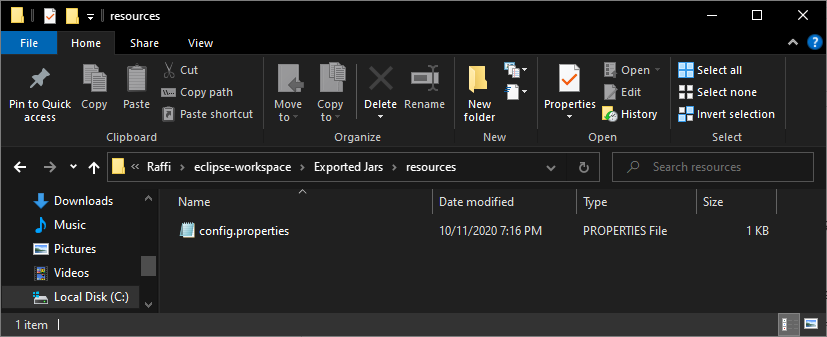 resources
File Home Share View
Pin to Quick access
Copy
Paste
Cut
Copy path
Paste shortcut
Clipboard
Move to
Copy to
Delete
Rename
Organize
New folder
New
Properties
Open
Edit
History
Open
Select all
Select none
Invert selection
Select
« Raffi › eclipse-workspace › Exported Jars › resources
Search resources
Downloads
Music
Pictures
Videos
Local Disk (C:)
Name Date modified Type Size
config.properties 10/11/2020 7:16 PM PROPERTIES File 1 KB
1 item